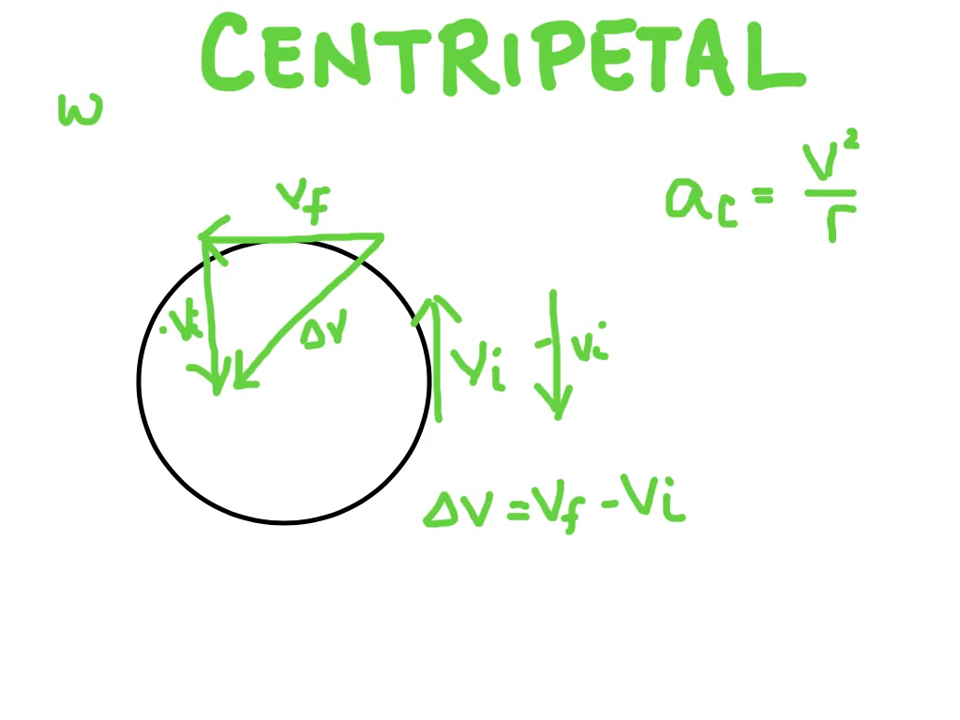 CENTRIPETAL
w
Vf
ac = V²/r
-Vi
ΔV
Vi
-Vi
ΔV = Vf - Vi